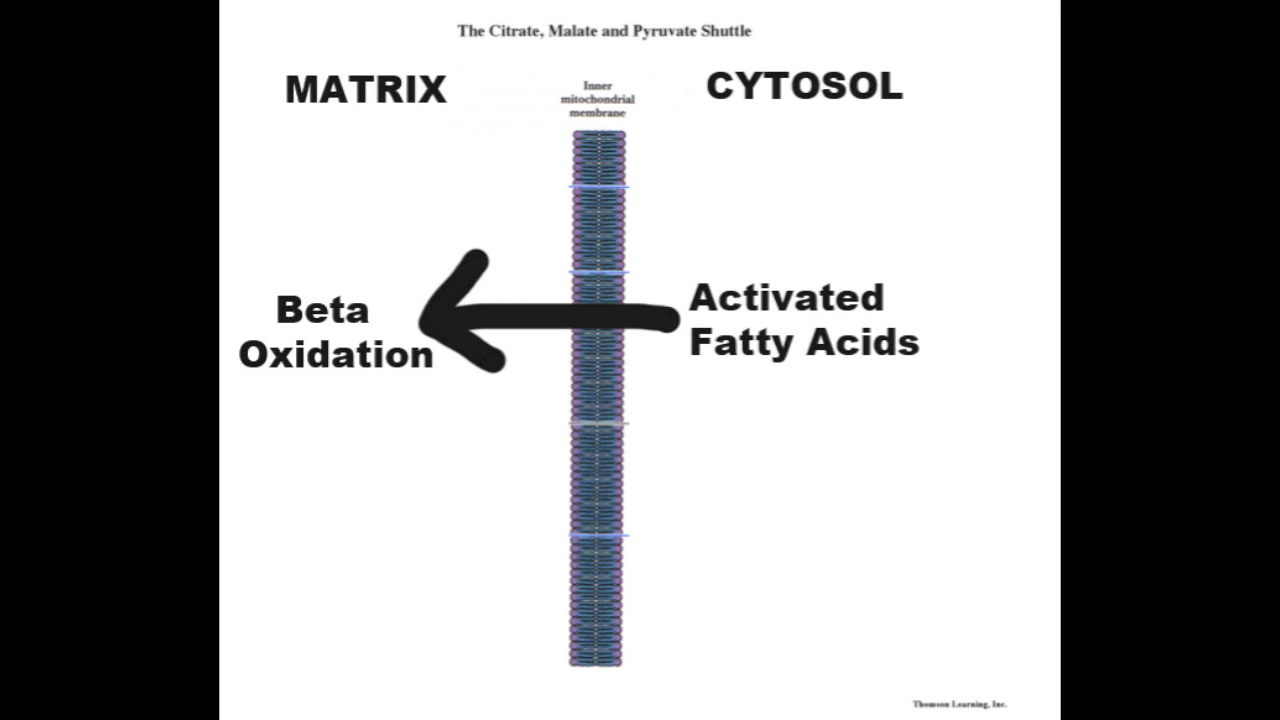 The Citrate, Malate and Pyruvate Shuttle
MATRIX
Inner
mitochondrial
membrane
CYTOSOL
Beta
Oxidation
Activated
Fatty Acids
Thomson Learning, Inc.